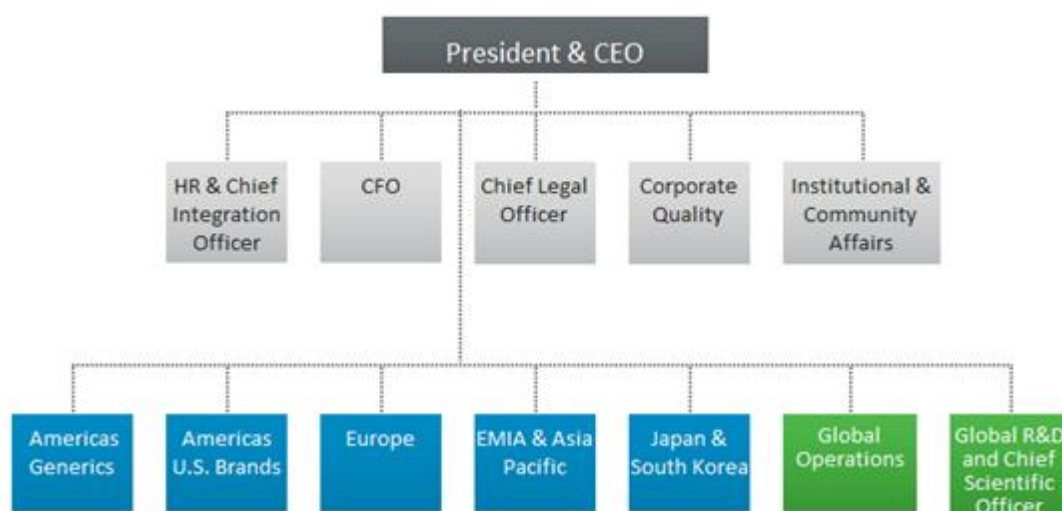 President & CEO
HR & Chief
Integration
Officer
CFO
Chief Legal
Officer
Corporate
Quality
Institutional &
Community
Affairs
Americas
Generics
Americas
U.S. Brands
Europe
EMIA & Asia
Pacific
Japan &
South Korea
Global
Operations
Global R&D
and Chief
Scientific
Officer